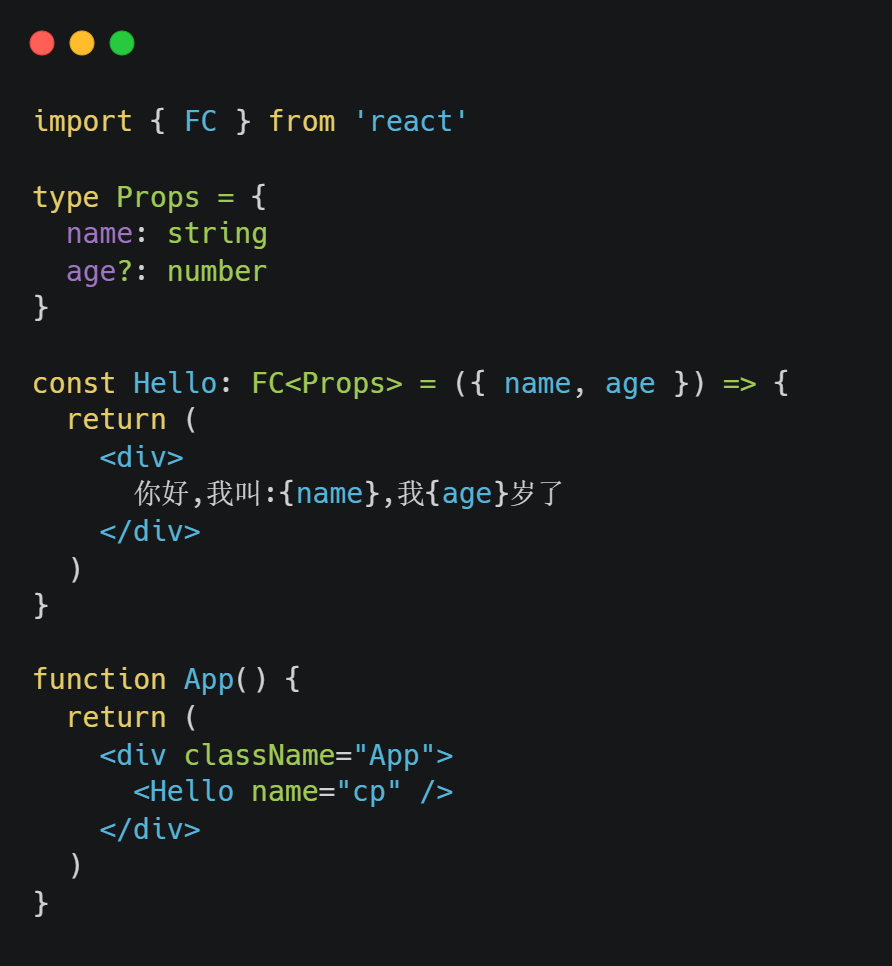 import { FC } from 'react'
type Props = {
  name: string
  age?: number
}
const Hello: FC<Props> = ({ name, age }) => {
  return (
    <div>
      你好,我叫:{name},我{age}岁了
    </div>
  )
}
function App() {
  return (
    <div className="App">
      <Hello name="cp" />
    </div>
  )
}